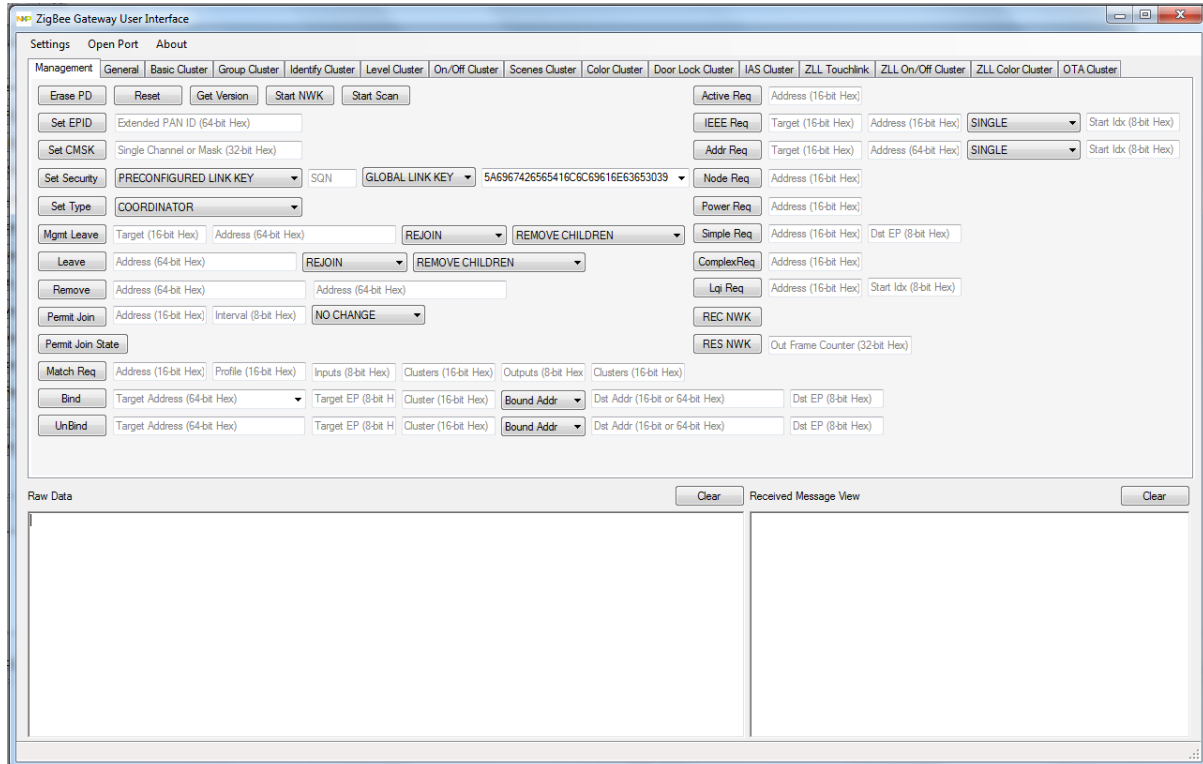 NXP ZigBee Gateway User Interface
Settings Open Port About
Management General Basic Cluster Group Cluster Identify Cluster Level Cluster On/Off Cluster Scenes Cluster Color Cluster Door Lock Cluster IAS Cluster ZLL Touchlink ZLL On/Off Cluster ZLL Color Cluster OTA Cluster
Erase PD Reset Get Version Start NWK Start Scan Active Req Address (16-bit Hex)
Set EPID Extended PAN ID (64-bit Hex) IEEE Req Target (16-bit Hex) Address (16-bit Hex) SINGLE Start Idx (8-bit Hex)
Set CMSK Single Channel or Mask (32-bit Hex) Addr Req Target (16-bit Hex) Address (64-bit Hex) SINGLE Start Idx (8-bit Hex)
Set Security PRECONFIGURED LINK KEY SQN GLOBAL LINK KEY 5A6967426565416C6C69616E63653039 Node Req Address (16-bit Hex)
Set Type COORDINATOR Power Req Address (16-bit Hex)
Mgmt Leave Target (16-bit Hex) Address (64-bit Hex) REJOIN REMOVE CHILDREN Simple Req Address (16-bit Hex) Dst EP (8-bit Hex)
Leave Address (64-bit Hex) REJOIN REMOVE CHILDREN ComplexReq Address (16-bit Hex)
Remove Address (64-bit Hex) Address (64-bit Hex) Lqi Req Address (16-bit Hex) Start Idx (8-bit Hex)
Permit Join Address (16-bit Hex) Interval (8-bit Hex) NO CHANGE REC NWK
Permit Join State RES NWK Out Frame Counter (32-bit Hex)
Match Req Address (16-bit Hex) Profile (16-bit Hex) Inputs (8-bit Hex) Clusters (16-bit Hex) Outputs (8-bit Hex Clusters (16-bit Hex)
Bind Target Address (64-bit Hex) Target EP (8-bit H Cluster (16-bit Hex) Bound Addr Dst Addr (16-bit or 64-bit Hex) Dst EP (8-bit Hex)
UnBind Target Address (64-bit Hex) Target EP (8-bit H Cluster (16-bit Hex) Bound Addr Dst Addr (16-bit or 64-bit Hex) Dst EP (8-bit Hex)
Raw Data Clear Received Message View Clear